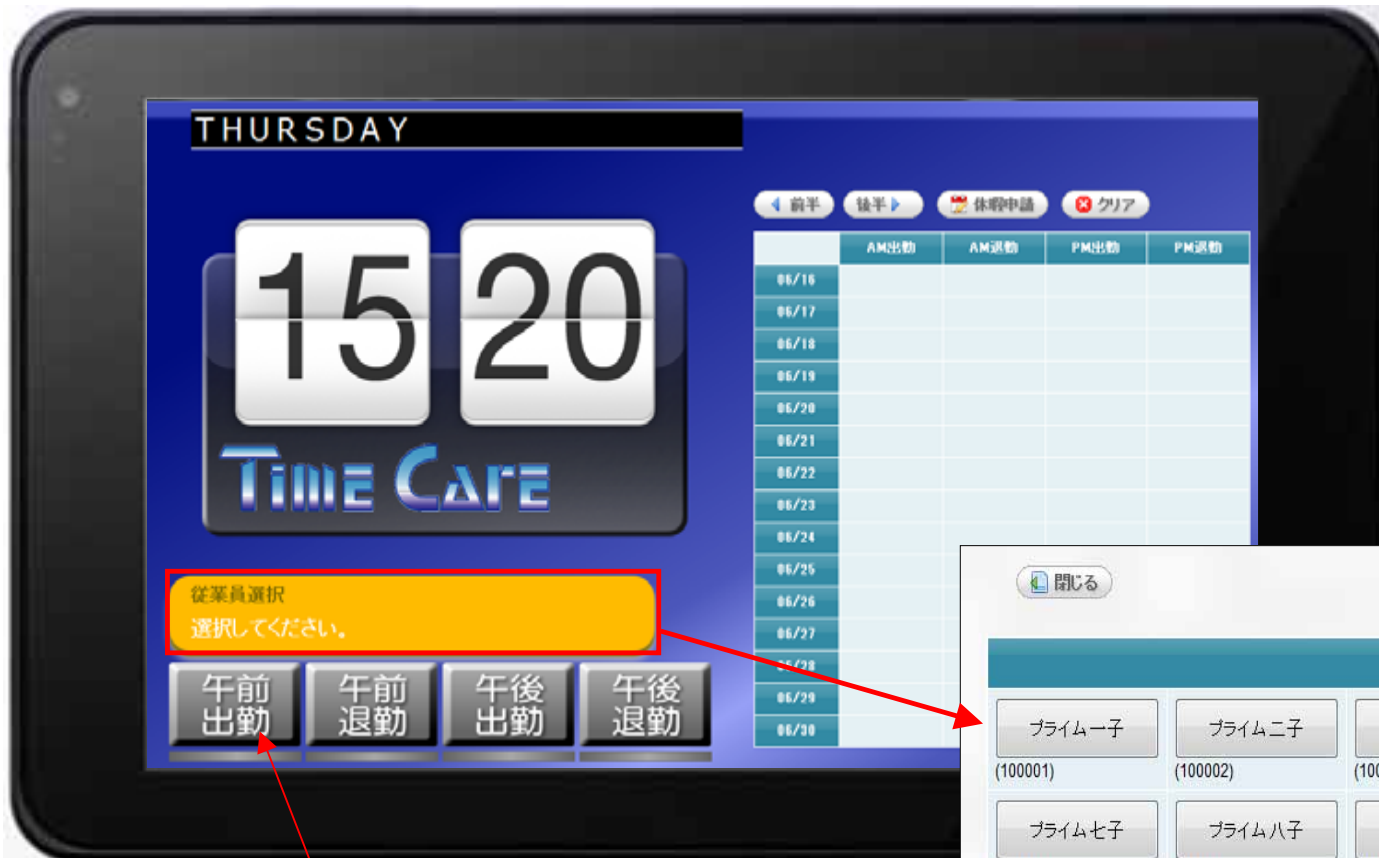 THURSDAY
前半 後半 休暇申請 クリア
AM出勤 AM退勤 PM出勤 PM退勤
15 20
06/16
06/17
06/18
06/19
06/20
06/21
06/22
06/23
06/24
06/25
06/26
06/27
06/28
06/29
06/30
TIME CARE
従業員選択
選択してください。
午前
出勤
午前
退勤
午後
出勤
午後
退勤
閉じる
プライム一子 プライム二子
(100001) (100002) (100
プライム七子 プライム八子